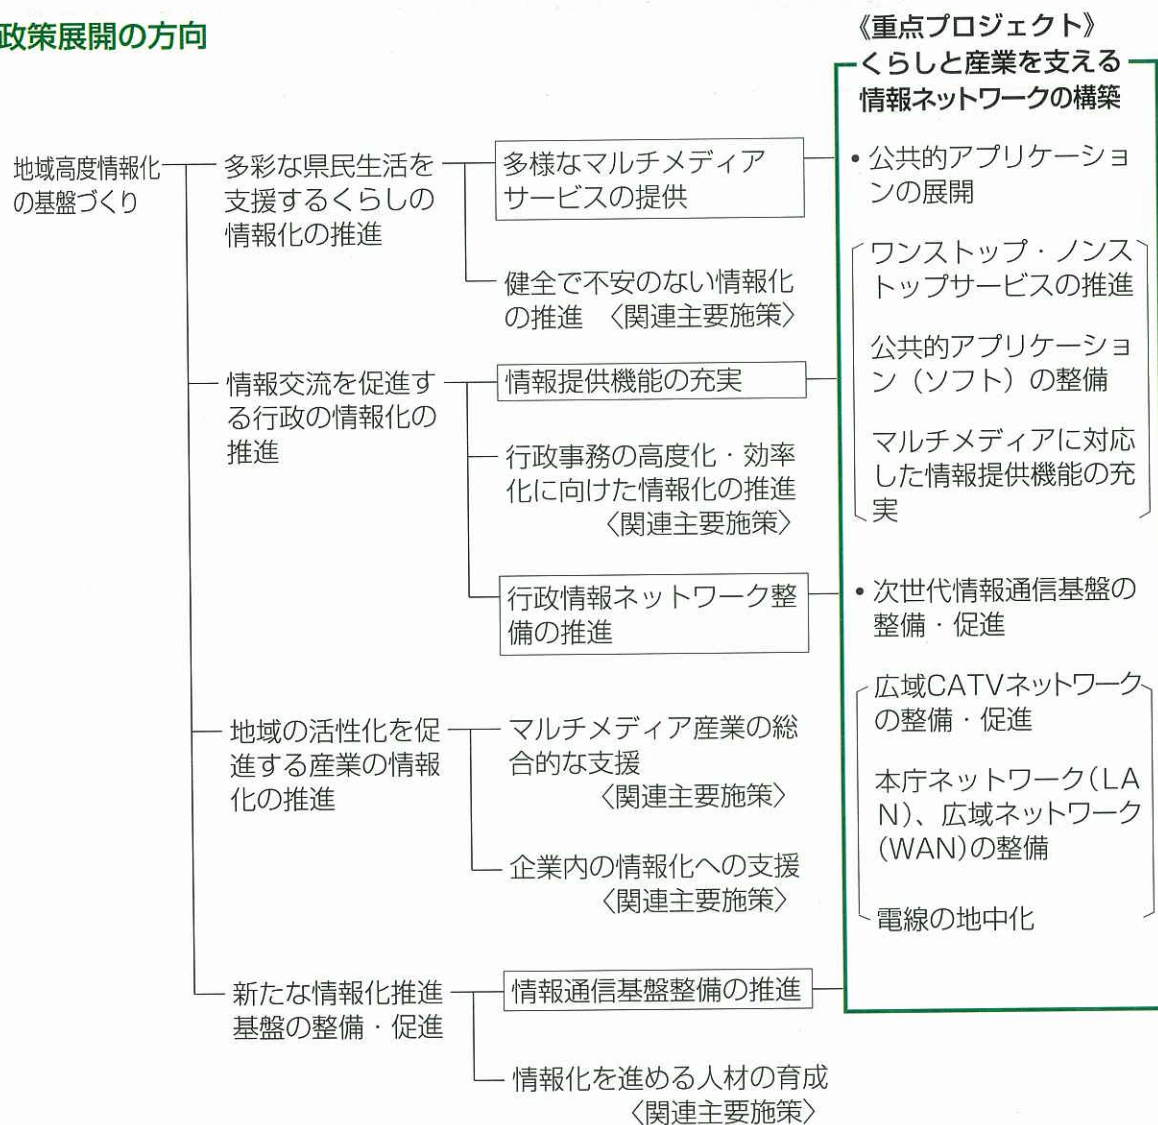 政策展開の方向
地域高度情報化
の基盤づくり
多彩な県民生活を
支援するくらしの
情報化の推進
多様なマルチメディア
サービスの提供
健全で不安のない情報化
の推進 〈関連主要施策〉
情報交流を促進す
る行政の情報化の
推進
情報提供機能の充実
行政事務の高度化・効率
化に向けた情報化の推進
〈関連主要施策〉
行政情報ネットワーク整
備の推進
地域の活性化を促
進する産業の情報
化の推進
マルチメディア産業の総
合的な支援
〈関連主要施策〉
企業内の情報化への支援
〈関連主要施策〉
新たな情報化推進
基盤の整備・促進
情報通信基盤整備の推進
情報化を進める人材の育成
〈関連主要施策〉
《重点プロジェクト》
くらしと産業を支える
情報ネットワークの構築
• 公共的アプリケーショ
ンの展開
ワンストップ・ノンス
トップサービスの推進
公共的アプリケーショ
ン（ソフト）の整備
マルチメディアに対応
した情報提供機能の充
実
• 次世代情報通信基盤の
整備・促進
広域CATVネットワーク
の整備・促進
本庁ネットワーク(LA
N)、広域ネットワーク
(WAN)の整備
電線の地中化